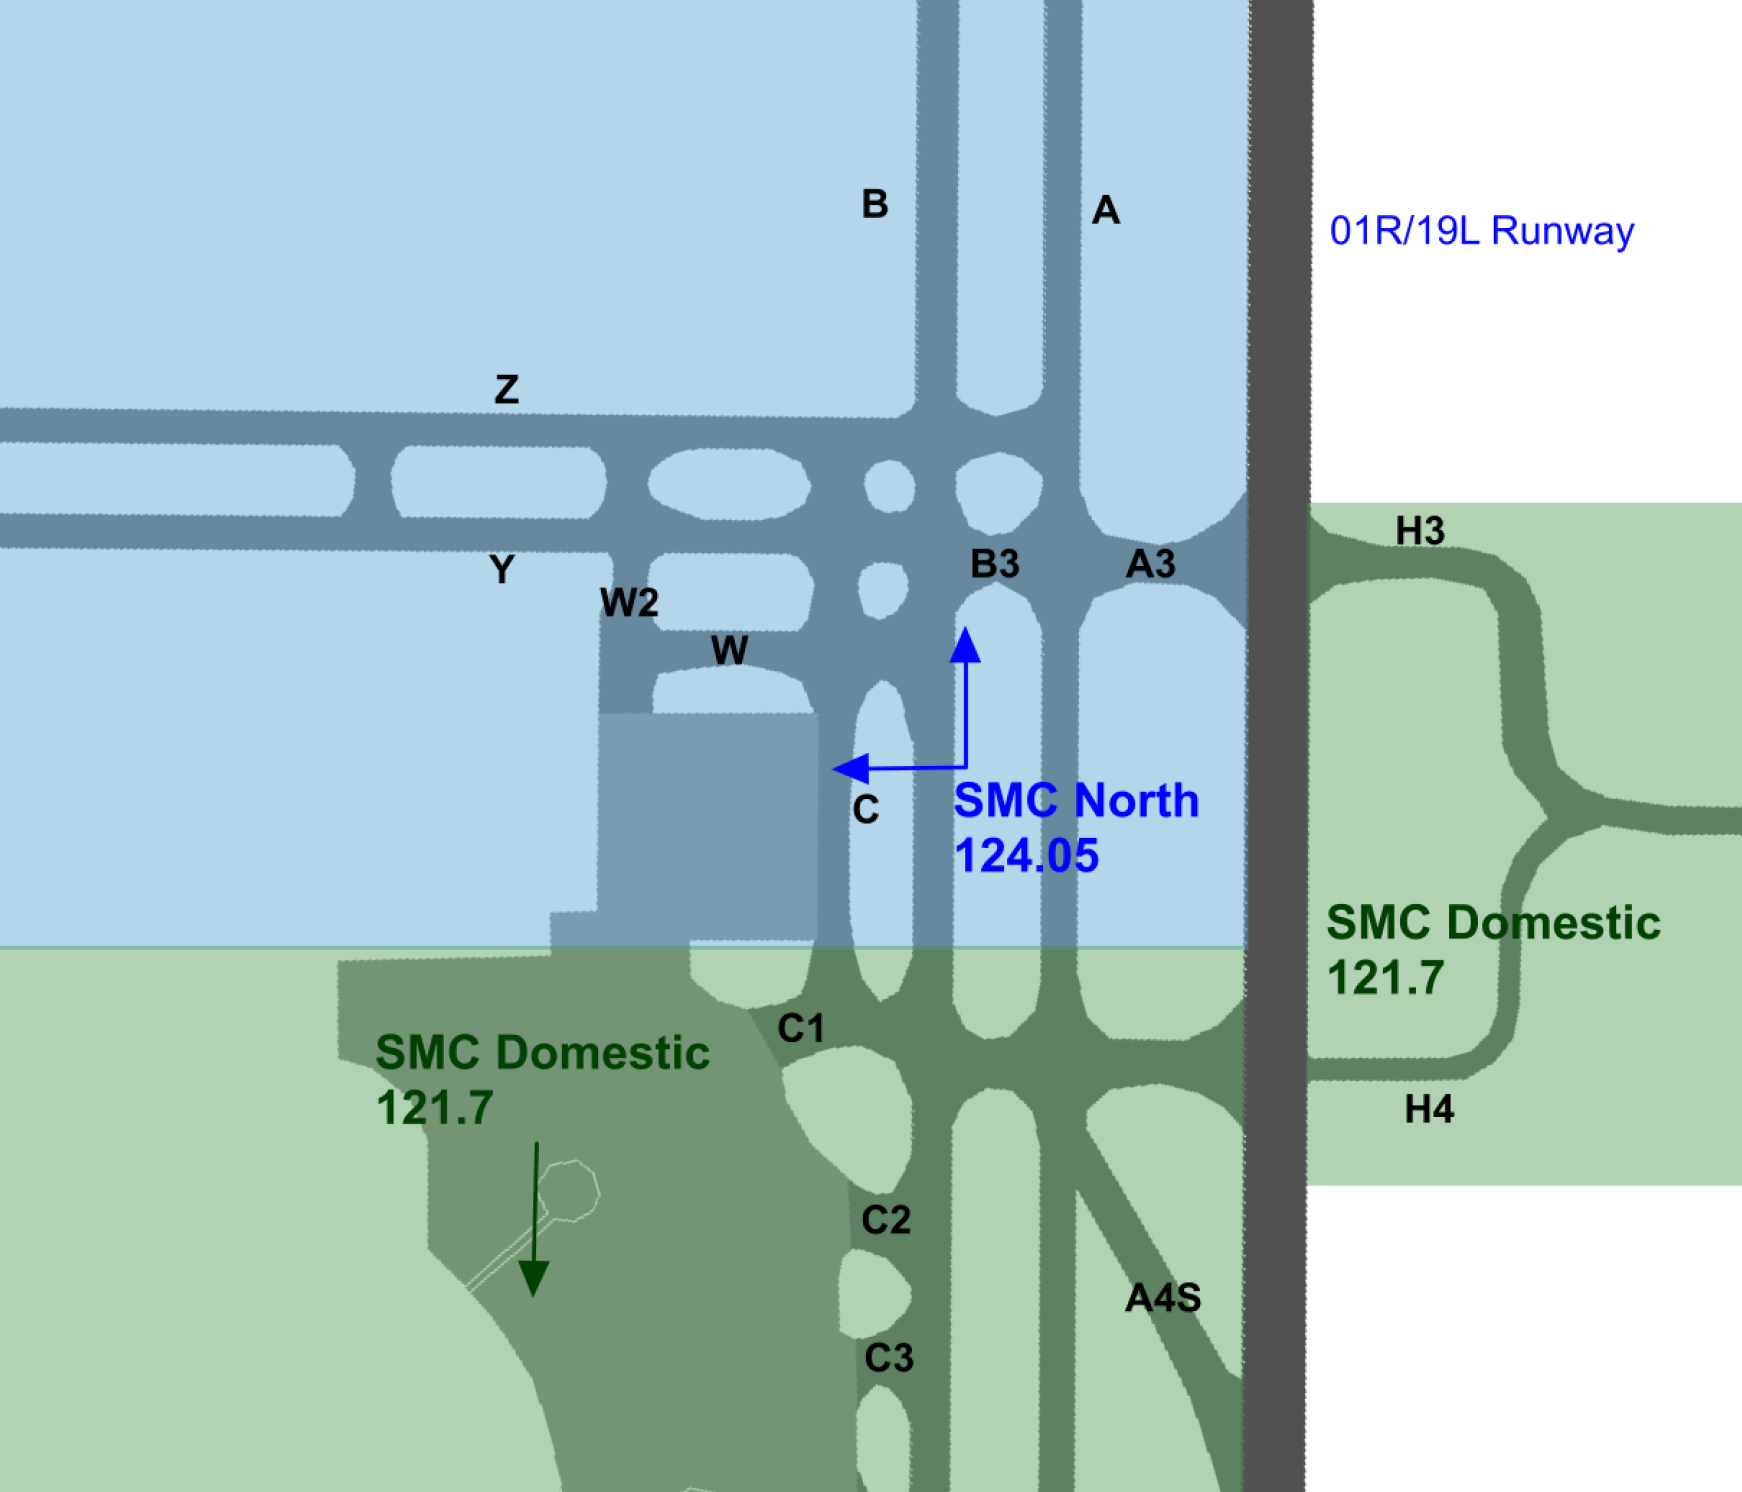 B
A
01R/19L Runway
Z
H3
Y
B3
A3
W2
W
SMC North
124.05
C
SMC Domestic
121.7
C1
SMC Domestic
121.7
H4
C2
A4S
C3